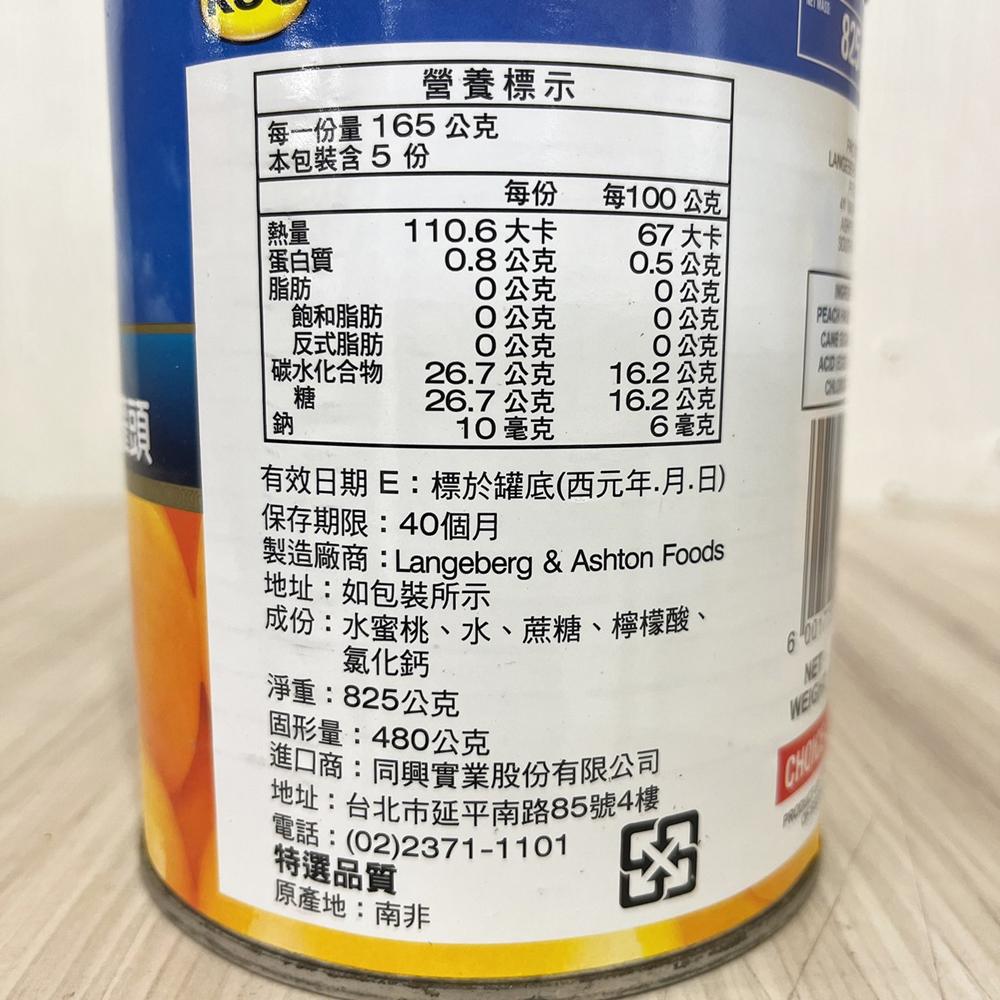 825
營養標示
每一份量 165 公克
本包裝含 5 份
每份 每100 公克
熱量 110.6 大卡 67 大卡
蛋白質 0.8 公克 0.5 公克
脂肪 0 公克 0 公克
飽和脂肪 0 公克 0 公克
反式脂肪 0 公克 0 公克
碳水化合物 26.7 公克 16.2 公克
糖 26.7 公克 16.2 公克
鈉 10 毫克 6 毫克
有效日期 E：標於罐底(西元年.月.日)
保存期限：40個月
製造廠商：Langeberg & Ashton Foods
地址：如包裝所示
成份：水蜜桃、水、蔗糖、檸檬酸、
氯化鈣
淨重：825公克
固形量：480公克
進口商：同興實業股份有限公司
地址：台北市延平南路85號4樓
電話：(02)2371-1101
特選品質
原產地：南非
頭
PEACH
CANE
ACID
6 001
NET